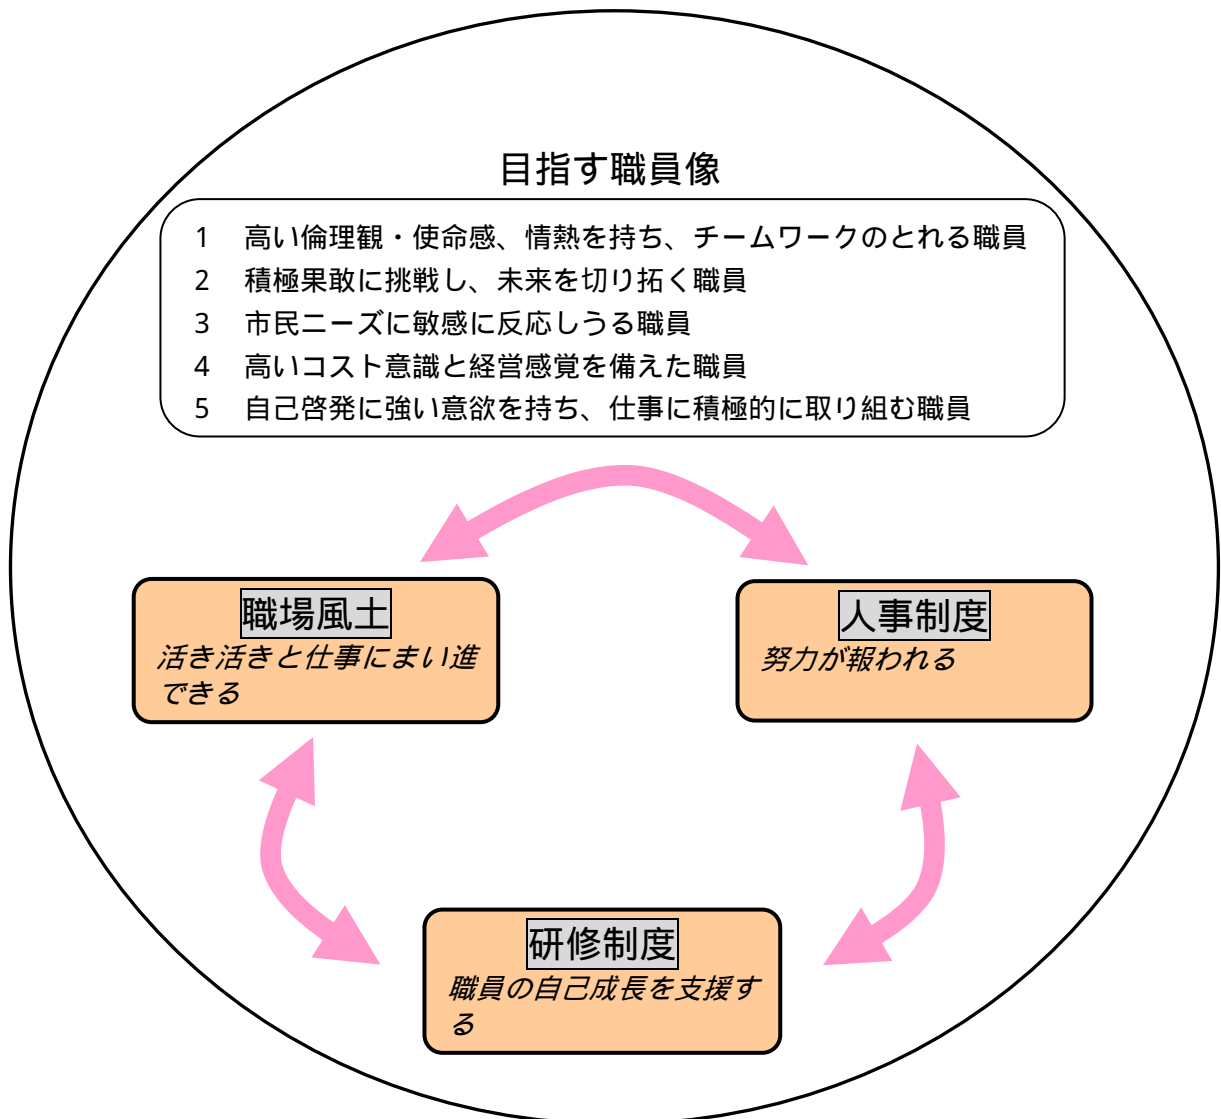 目指す職員像
1 高い倫理観・使命感、情熱を持ち、チームワークのとれる職員
2 積極果敢に挑戦し、未来を切り拓く職員
3 市民ニーズに敏感に反応しうる職員
4 高いコスト意識と経営感覚を備えた職員
5 自己啓発に強い意欲を持ち、仕事に積極的に取り組む職員
職場風土
活き活きと仕事にまい進
できる
人事制度
努力が報われる
研修制度
職員の自己成長を支援す
る